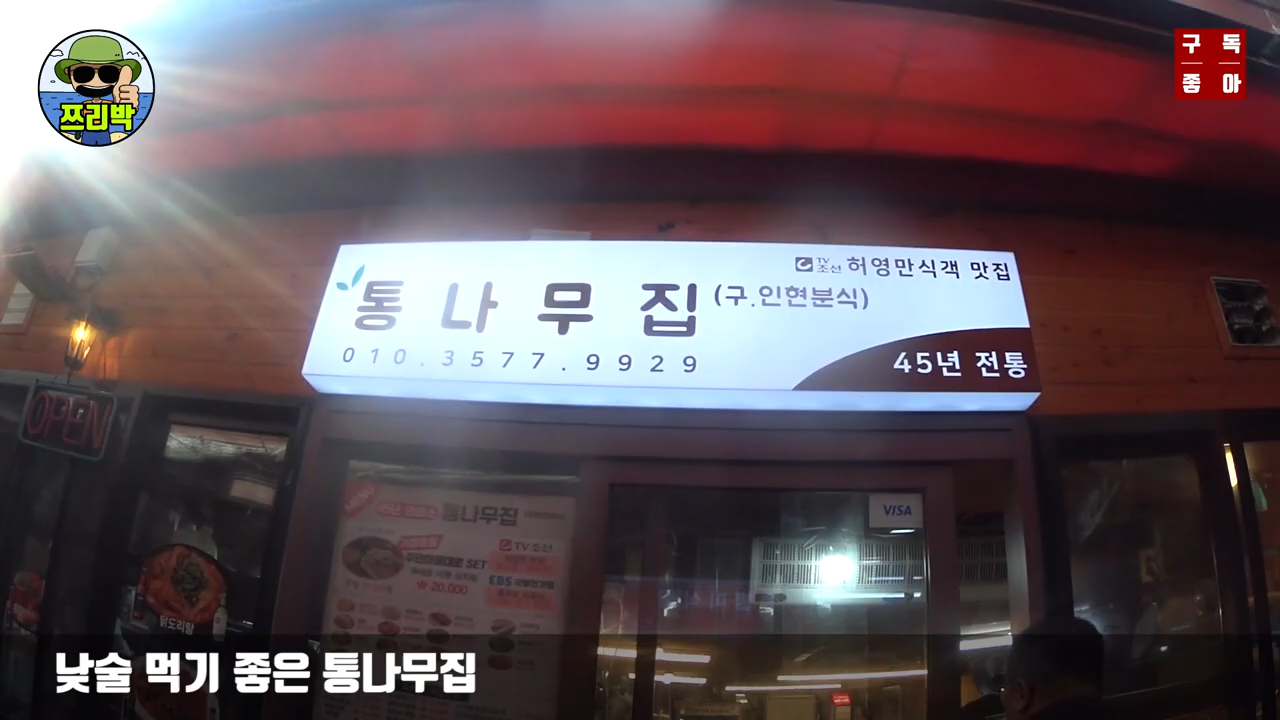 쯔리박
구 독
좋 아
TV
조선 허영만식객 맛집
통나무집 (구.인현분식)
010.3577.9929
45년 전통
OPEN
VISA
통나무집
TV조선
SET
₩20,000
EBS
닭도리탕
낮술 먹기 좋은 통나무집